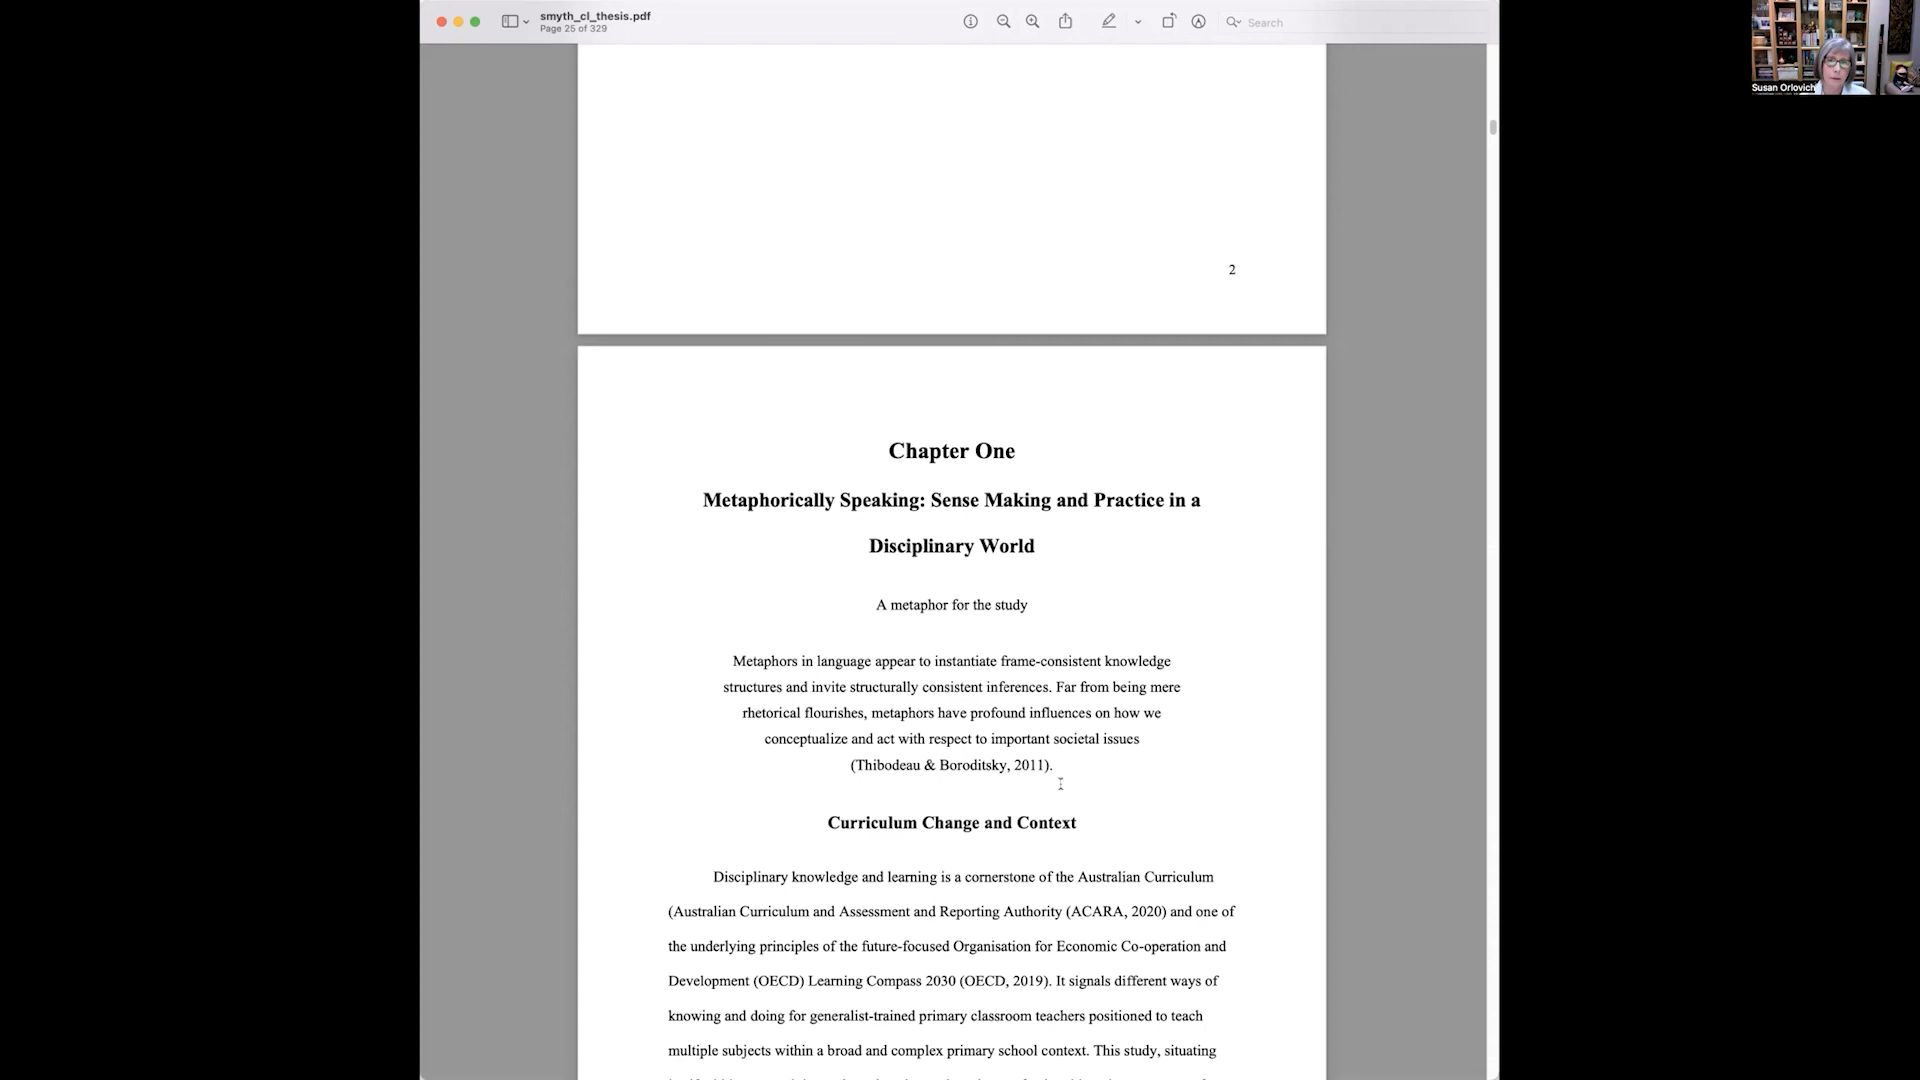 smyth_cl_thesis.pdf
Page 25 of 329
Search
Susan Orlovich
2
Chapter One
Metaphorically Speaking: Sense Making and Practice in a
Disciplinary World
A metaphor for the study
Metaphors in language appear to instantiate frame-consistent knowledge
structures and invite structurally consistent inferences. Far from being mere
rhetorical flourishes, metaphors have profound influences on how we
conceptualize and act with respect to important societal issues
(Thibodeau & Boroditsky, 2011).
Curriculum Change and Context
Disciplinary knowledge and learning is a cornerstone of the Australian Curriculum
(Australian Curriculum and Assessment and Reporting Authority (ACARA, 2020) and one of
the underlying principles of the future-focused Organisation for Economic Co-operation and
Development (OECD) Learning Compass 2030 (OECD, 2019). It signals different ways of
knowing and doing for generalist-trained primary classroom teachers positioned to teach
multiple subjects within a broad and complex primary school context. This study, situating